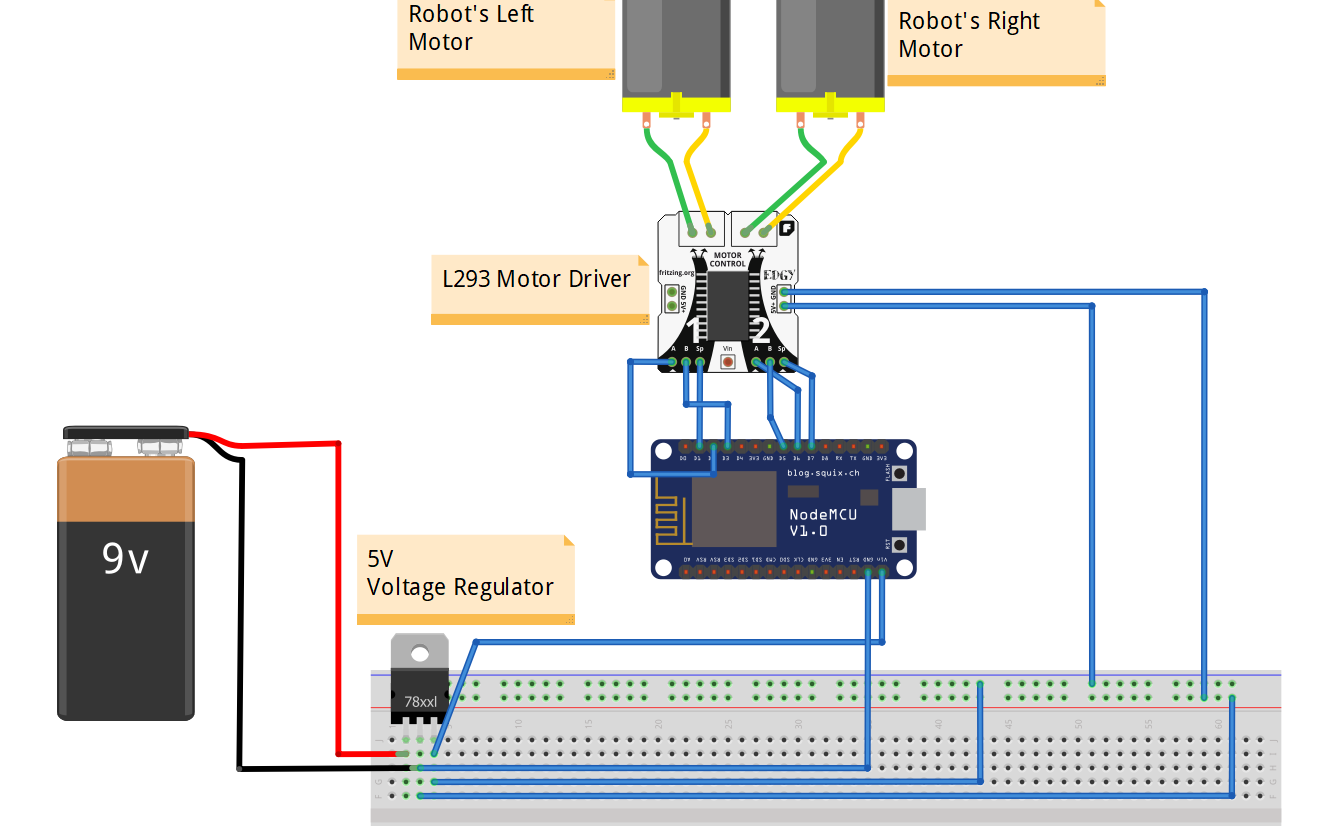 Robot's Left
Motor
Robot's Right
Motor
MOTOR
CONTROL
fritzing.org
EDGY
L293 Motor Driver
GND
5V+
GND
5V+
1
2
A B Sp
Vin
A B Sp
D0 D1 D3 D4 3V3 GND D5 D6 D7 D8 RX TX GND 3V3
blog.squix.ch
FLASH
NodeMCU
V1.0
RST
A0 RSV RSV SD3 SD2 SD1 CMD SD0 CLK 3V3 EN RST GND Vin
9v
5V
Voltage Regulator
78xxl
10 15 20 25 30 40 45 50 55 60
J J
I
H
G G
F F